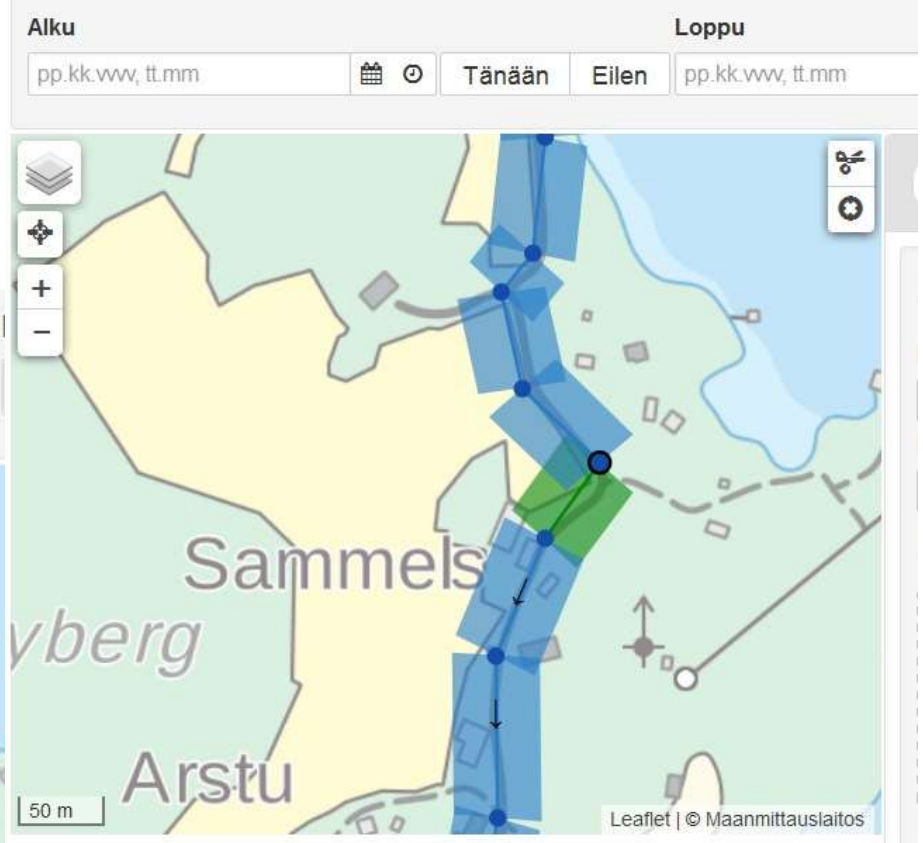 Alku
Loppu
pp.kk.vvvv, tt.mm
Tänään
Eilen
pp.kk.vvvv, tt.mm
+
−
Sammels
yberg
Arstu
50 m
Leaflet | © Maanmittauslaitos